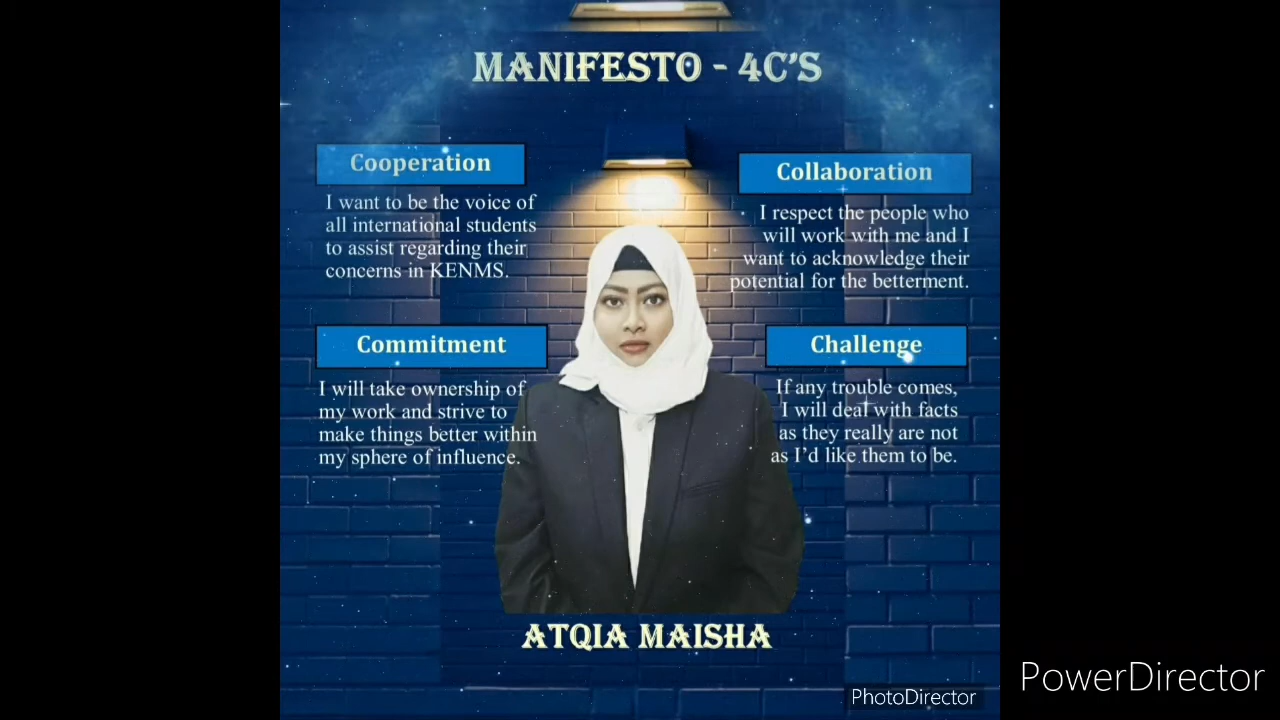 MANIFESTO - 4C'S
Cooperation
I want to be the voice of
all international students
to assist regarding their
concerns in KENMS.
Collaboration
I respect the people who
will work with me and I
want to acknowledge their
potential for the betterment.
Commitment
I will take ownership of
my work and strive to
make things better within
my sphere of influence.
Challenge
If any trouble comes,
I will deal with facts
as they really are not
as I'd like them to be.
ATQIA MAISHA
PhotoDirector
PowerDirector